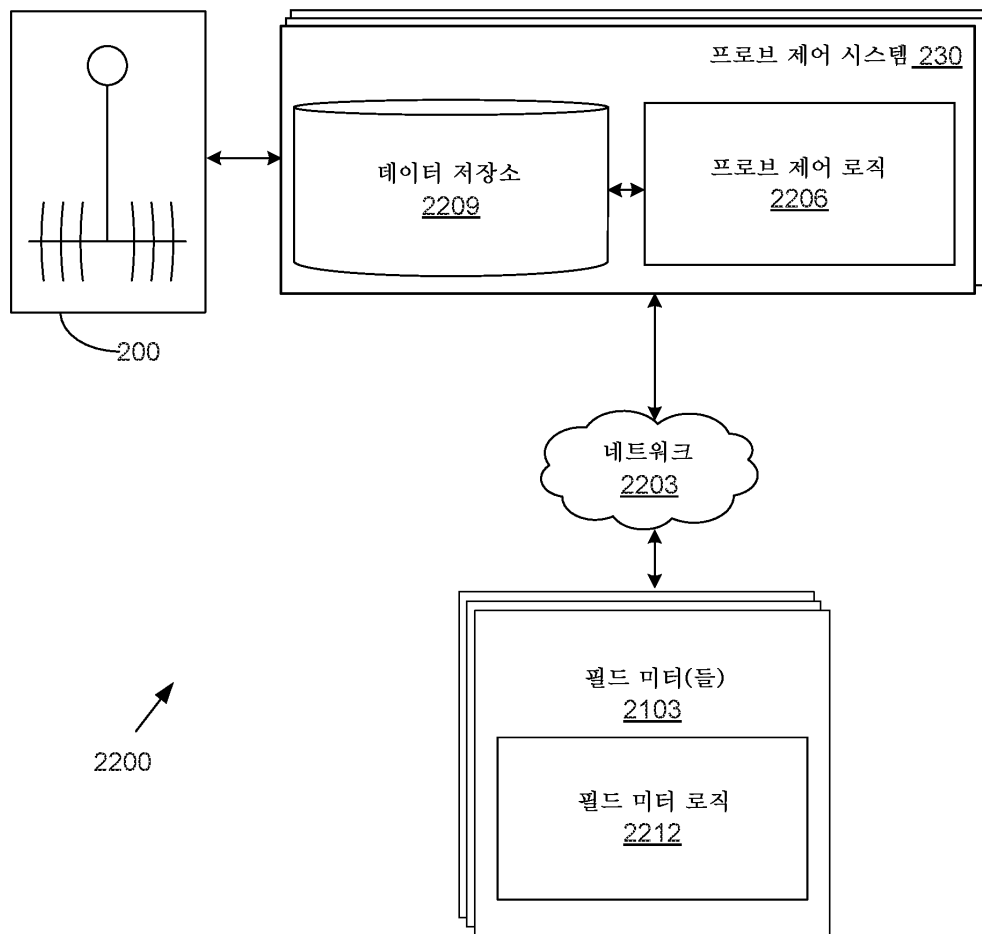 프로브 제어 시스템 230
데이터 저장소
2209
프로브 제어 로직
2206
200
네트워크
2203
필드 미터(들)
2103
2200
필드 미터 로직
2212